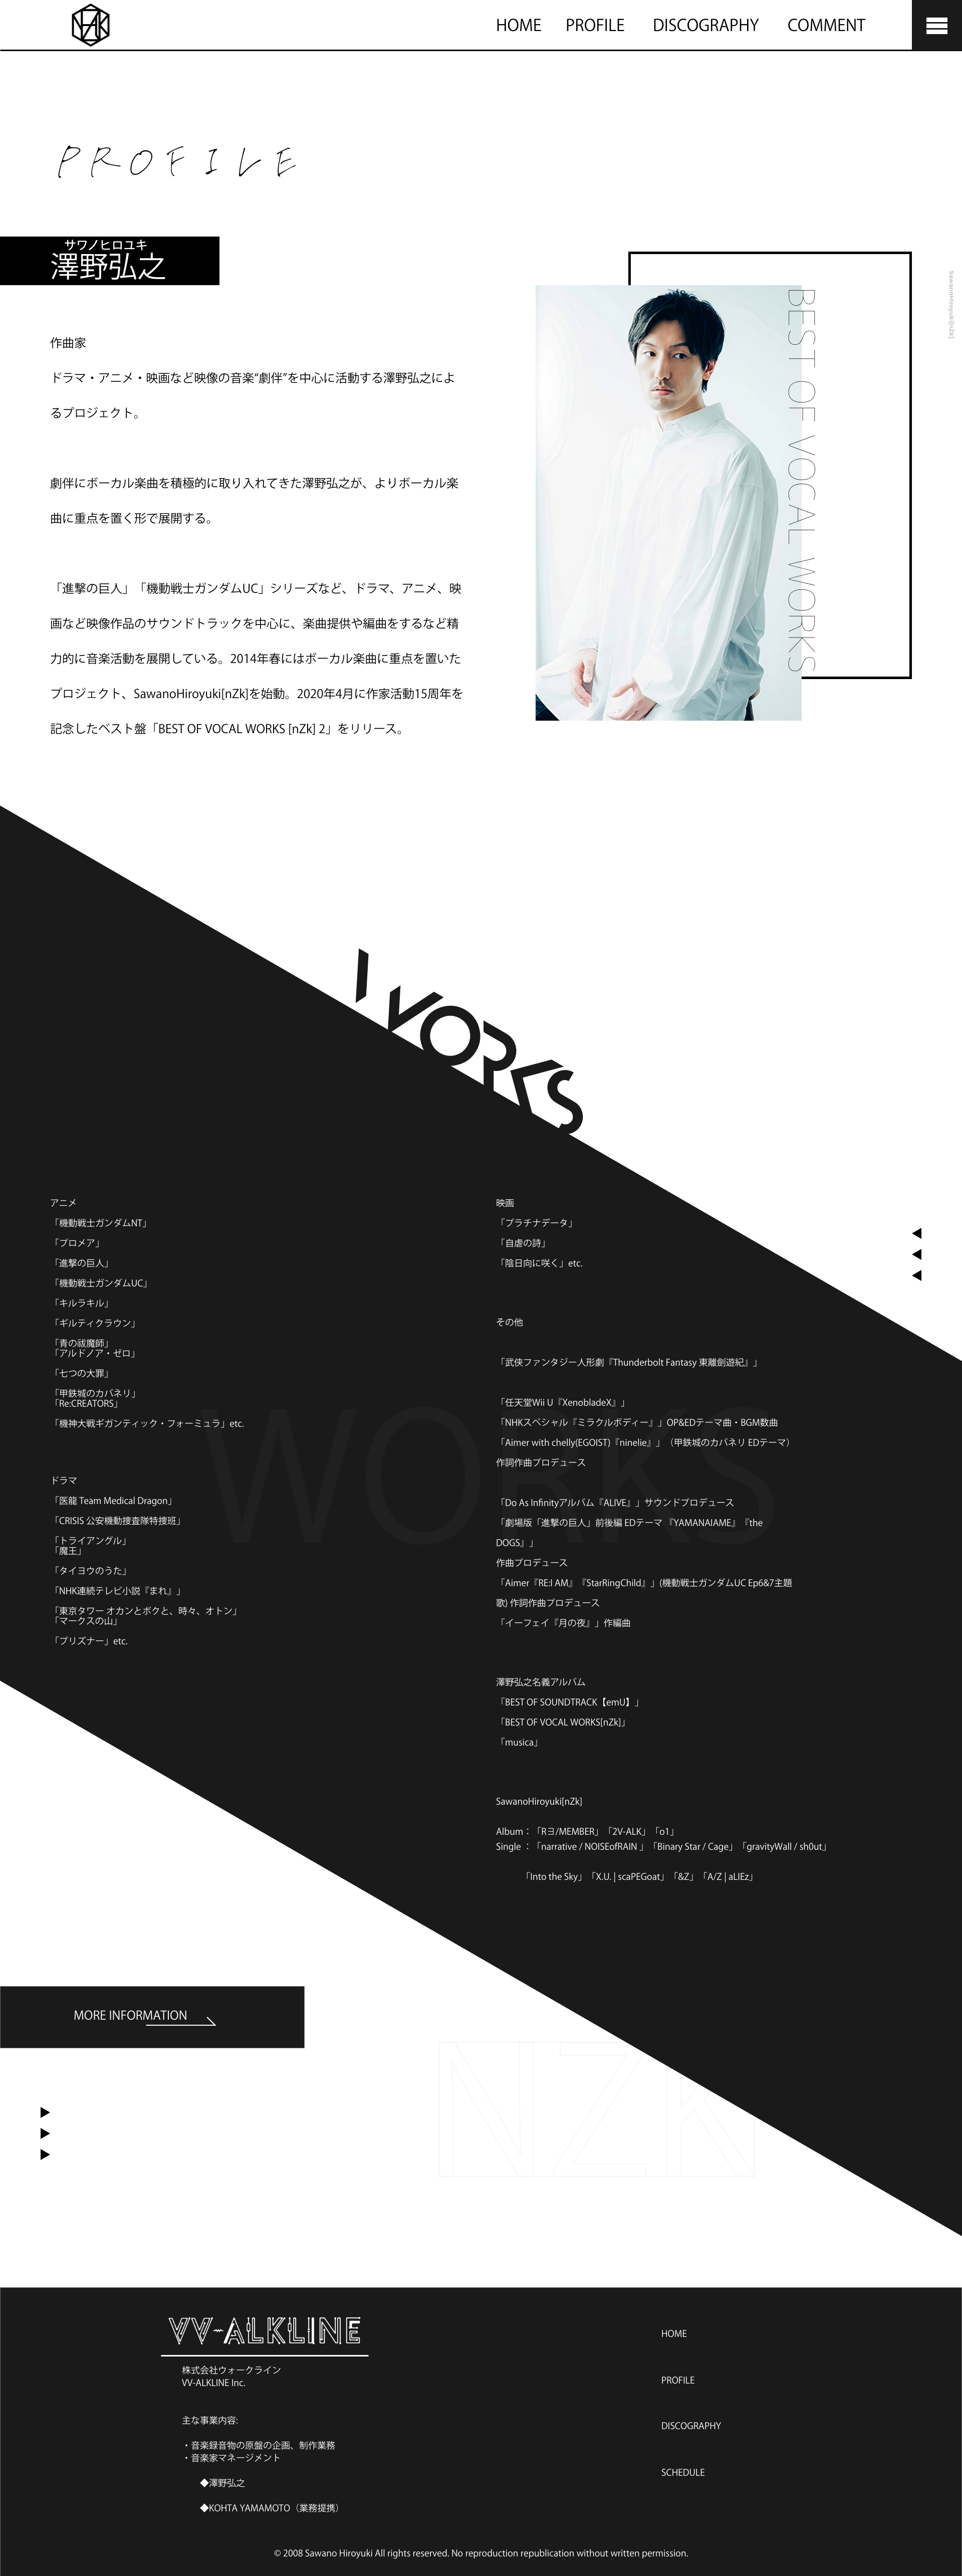 HOME PROFILE DISCOGRAPHY COMMENT
PROFILE
サワノヒロユキ
澤野弘之
作曲家
ドラマ・アニメ・映画など映像の音楽“劇伴”を中心に活動する澤野弘之によ
るプロジェクト。
劇伴にボーカル楽曲を積極的に取り入れてきた澤野弘之が、よりボーカル楽
曲に重点を置く形で展開する。
「進撃の巨人」「機動戦士ガンダムUC」シリーズなど、ドラマ、アニメ、映
画など映像作品のサウンドトラックを中心に、楽曲提供や編曲をするなど精
力的に音楽活動を展開している。2014年春にはボーカル楽曲に重点を置いた
プロジェクト、SawanoHiroyuki[nZk]を始動。2020年4月に作家活動15周年を
記念したベスト盤「BEST OF VOCAL WORKS [nZk] 2」をリリース。
BEST OF VOCAL WORKS
SawanoHiroyuki[nZk]
WORKS
アニメ
「機動戦士ガンダムNT」
「プロメア」
「進撃の巨人」
「機動戦士ガンダムUC」
「キルラキル」
「ギルティクラウン」
「青の祓魔師」
「アルドノア・ゼロ」
「七つの大罪」
「甲鉄城のカバネリ」
「Re:CREATORS」
「機神大戦ギガンティック・フォーミュラ」etc.
ドラマ
「医龍 Team Medical Dragon」
「CRISIS 公安機動捜査隊特捜班」
「トライアングル」
「魔王」
「タイヨウのうた」
「NHK連続テレビ小説『まれ』」
「東京タワー オカンとボクと、時々、オトン」
「マークスの山」
「プリズナー」etc.
映画
「プラチナデータ」
「自虐の詩」
「陰日向に咲く」etc.
その他
「武侠ファンタジー人形劇『Thunderbolt Fantasy 東離劍遊紀』」
「任天堂Wii U『XenobladeX』」
「NHKスペシャル『ミラクルボディー』」OP&EDテーマ曲・BGM数曲
「Aimer with chelly(EGOIST)『ninelie』」（甲鉄城のカバネリ EDテーマ）
作詞作曲プロデュース
「Do As Infinityアルバム『ALIVE』」サウンドプロデュース
「劇場版「進撃の巨人」前後編 EDテーマ 『YAMANAIAME』『the
DOGS』」
作曲プロデュース
「Aimer『RE:I AM』『StarRingChild』」(機動戦士ガンダムUC Ep6&7主題
歌) 作詞作曲プロデュース
「イーフェイ『月の夜』」作編曲
澤野弘之名義アルバム
「BEST OF SOUNDTRACK【emU】」
「BEST OF VOCAL WORKS[nZk]」
「musica」
SawanoHiroyuki[nZk]
Album：「Rヨ/MEMBER」「2V-ALK」「o1」
Single ：「narrative / NOISEofRAIN 」「Binary Star / Cage」「gravityWall / sh0ut」
「Into the Sky」「X.U. | scaPEGoat」「&Z」「A/Z | aLIEz」
WORKS
MORE INFORMATION
NZK
VV-ALKLINE
株式会社ウォークライン
VV-ALKLINE Inc.
主な事業内容:
・音楽録音物の原盤の企画、制作業務
・音楽家マネージメント
◆澤野弘之
◆KOHTA YAMAMOTO（業務提携）
HOME
PROFILE
DISCOGRAPHY
SCHEDULE
© 2008 Sawano Hiroyuki All rights reserved. No reproduction republication without written permission.